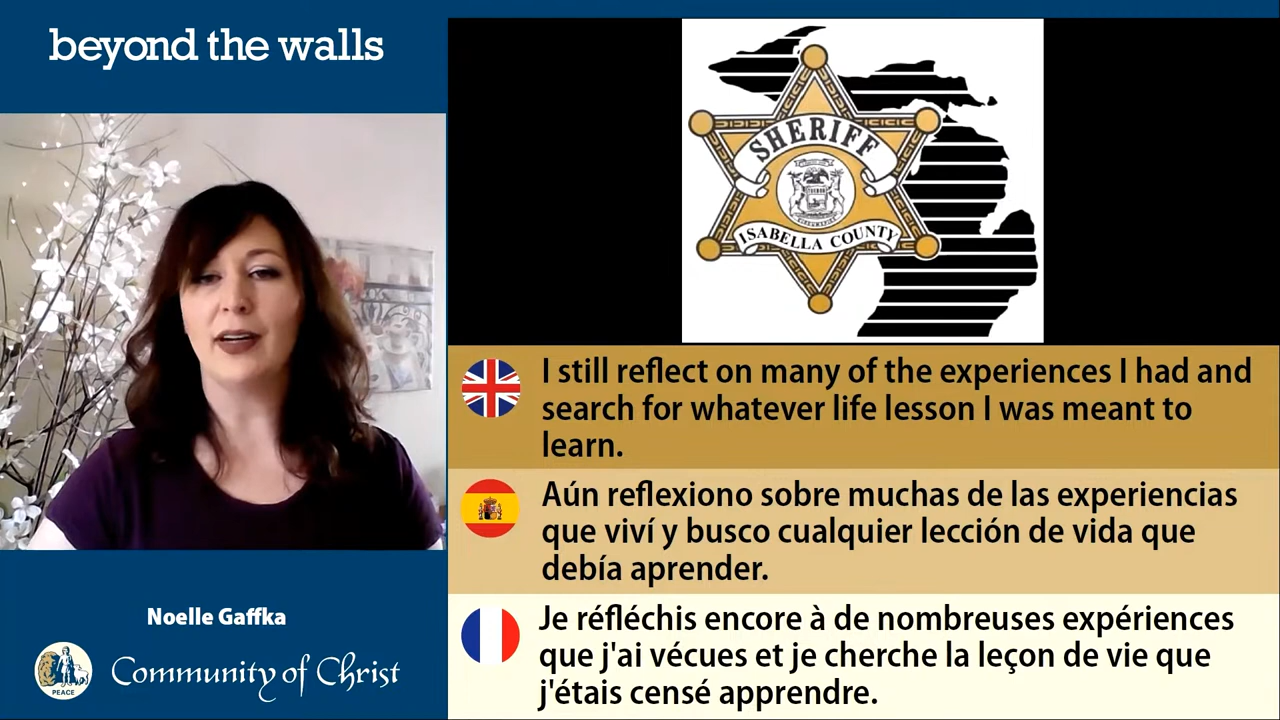 beyond the walls
SHERIFF
ISABELLA COUNTY
I still reflect on many of the experiences I had and
search for whatever life lesson I was meant to
learn.
Aún reflexiono sobre muchas de las experiencias
que viví y busco cualquier lección de vida que
debía aprender.
Je réfléchis encore à de nombreuses expériences
que j'ai vécues et je cherche la leçon de vie que
j'étais censé apprendre.
Noelle Gaffka
PEACE
Community of Christ